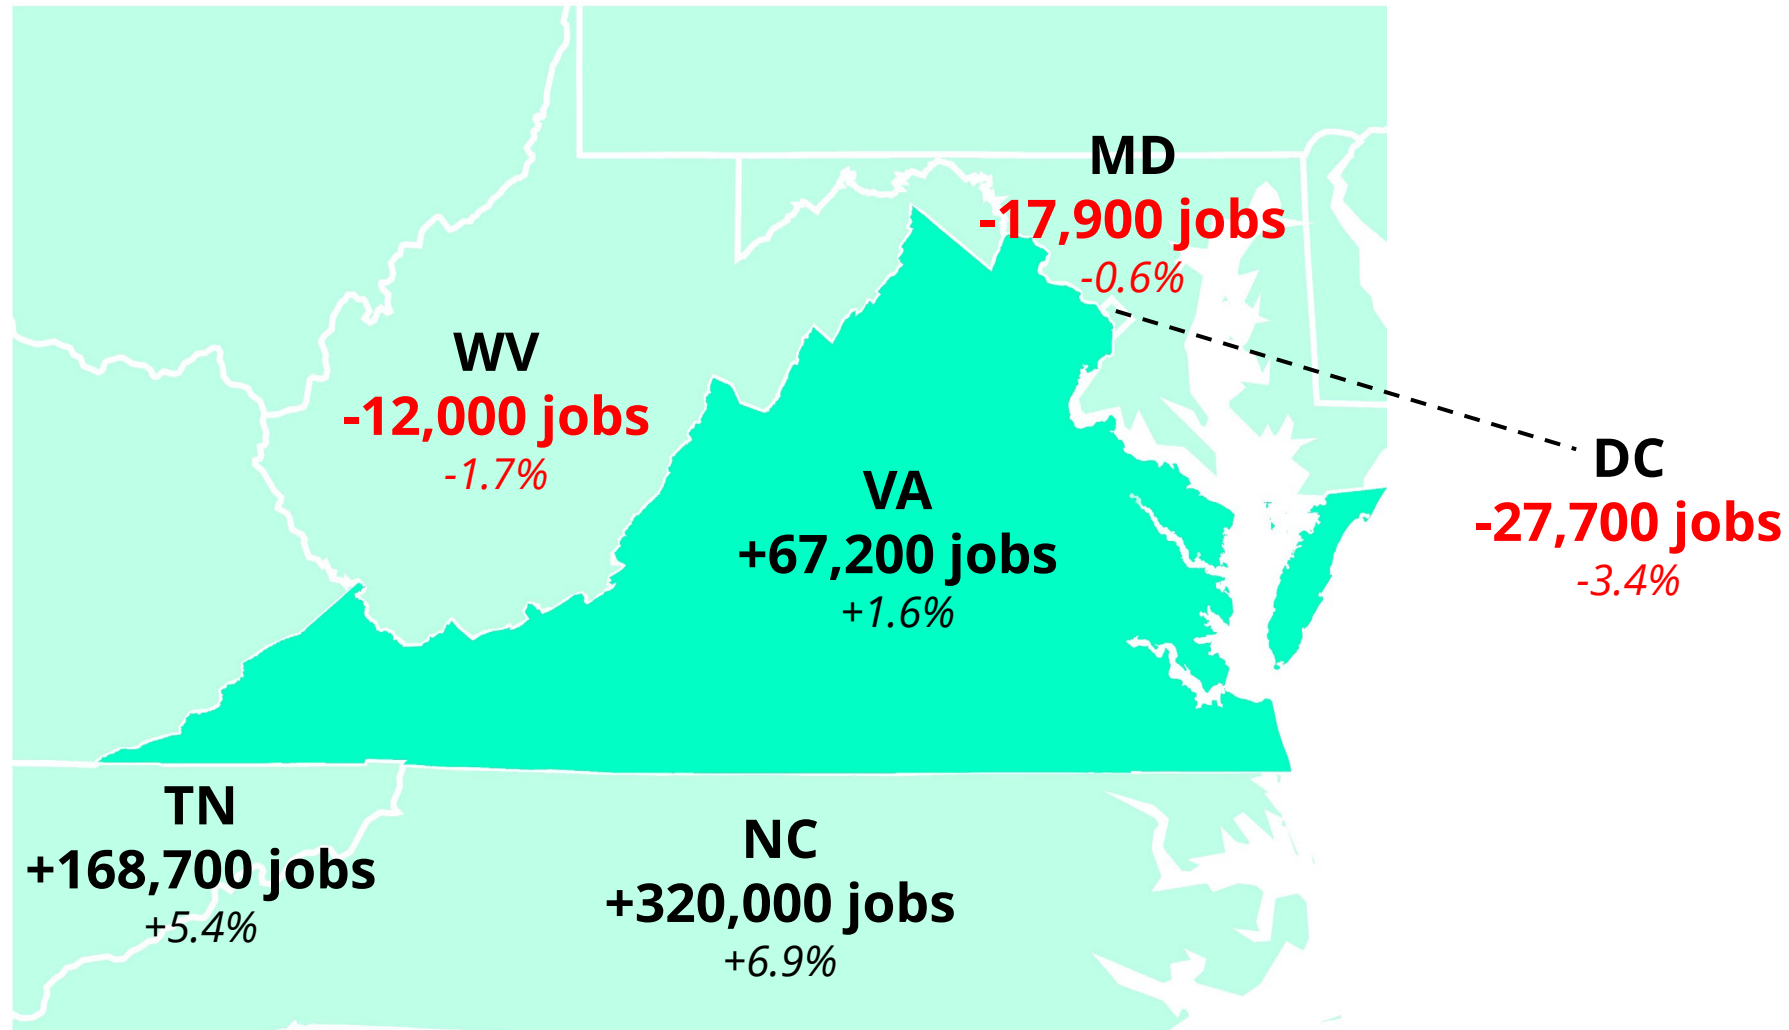 MD
-17,900 jobs
-0.6%
WV
-12,000 jobs
-1.7%
DC
-27,700 jobs
-3.4%
VA
+67,200 jobs
+1.6%
TN
+168,700 jobs
+5.4%
NC
+320,000 jobs
+6.9%